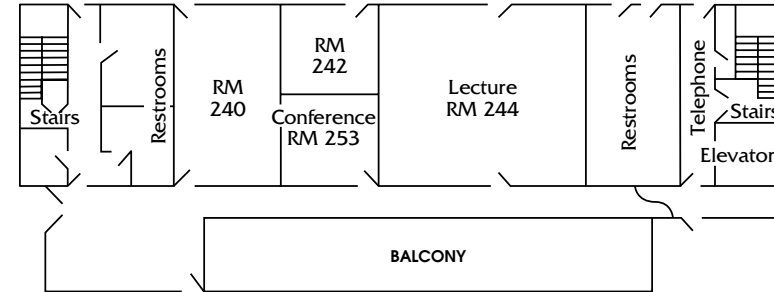 Stairs
Restrooms
RM
240
RM
242
Conference
RM 253
Lecture
RM 244
Restrooms
Telephone
Stairs
Elevator
BALCONY